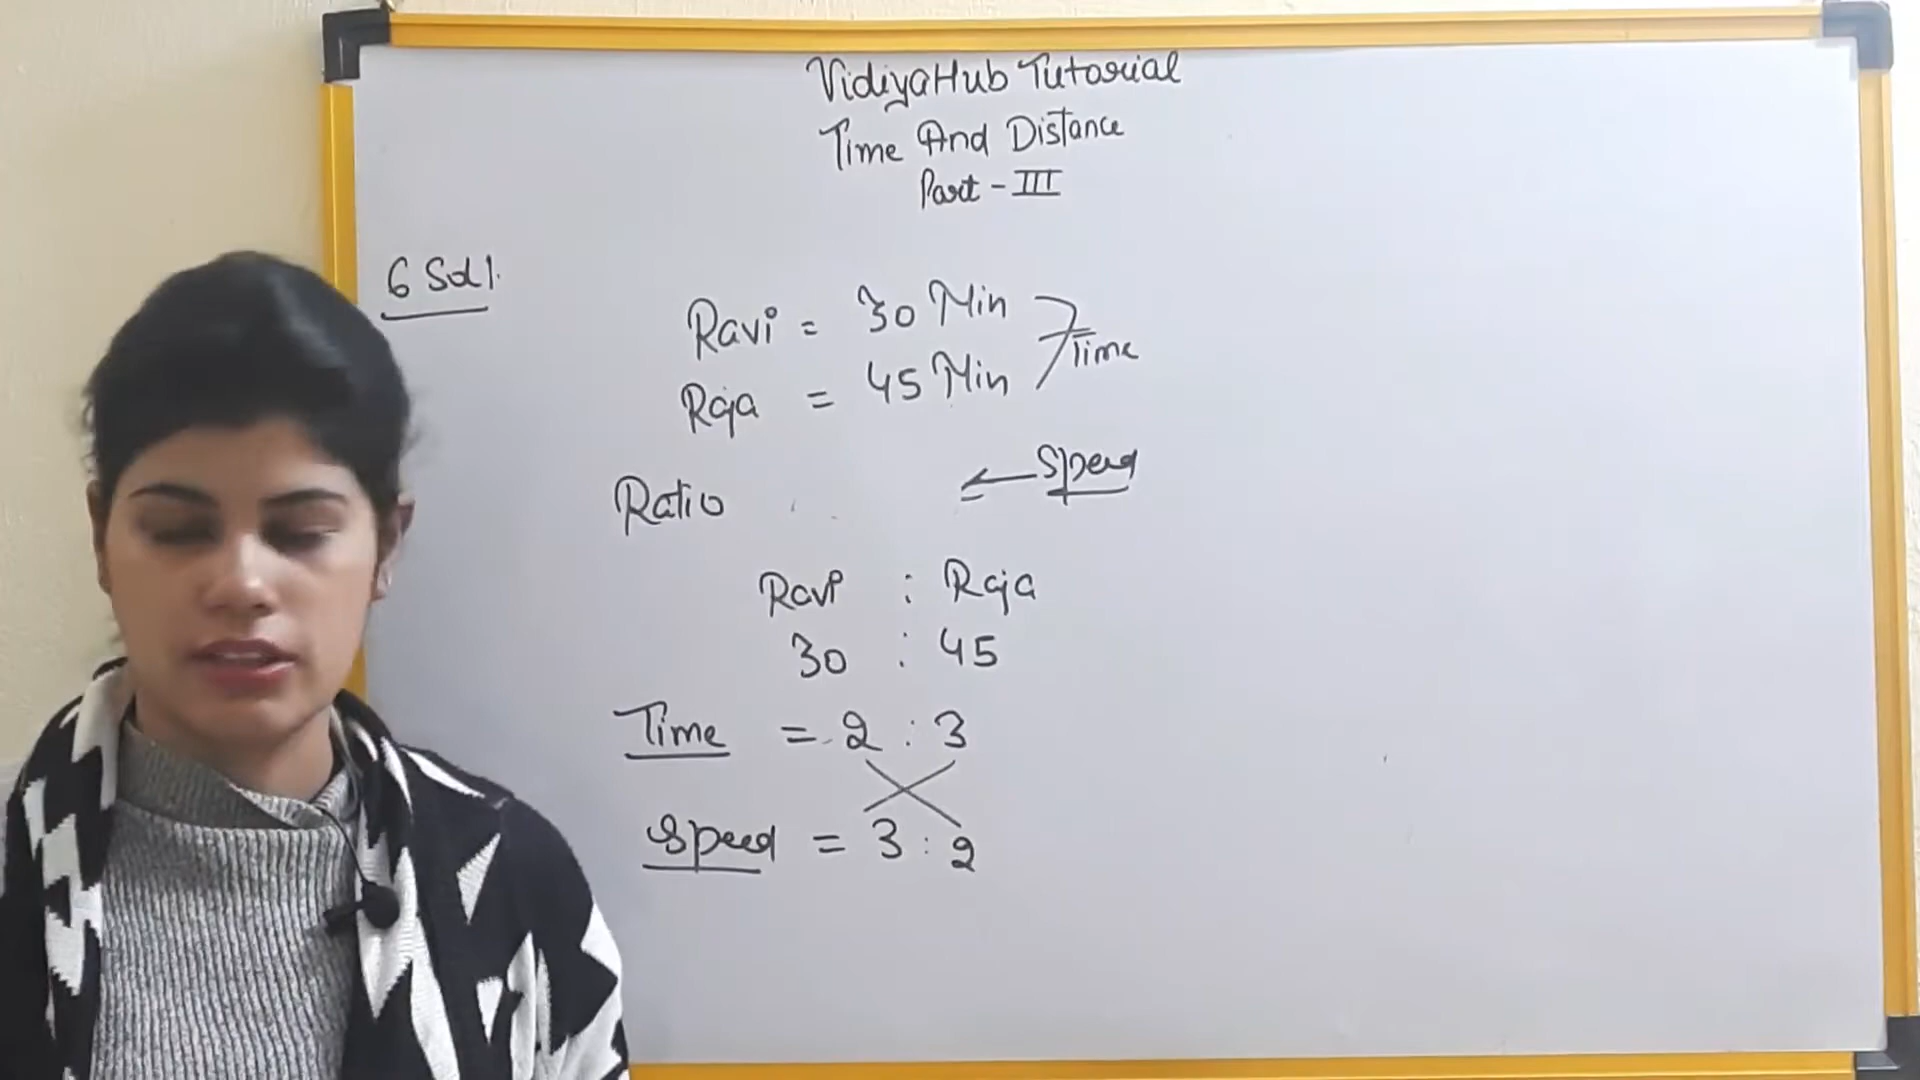 VidiyaHub Tutorial
Time And Distance
Part - III
6 Sol.
Ravi = 30 Min
Raja = 45 Min
Time
Speed
Ratio
Ravi : Raja
30 : 45
Time = 2 : 3
Speed = 3 : 2